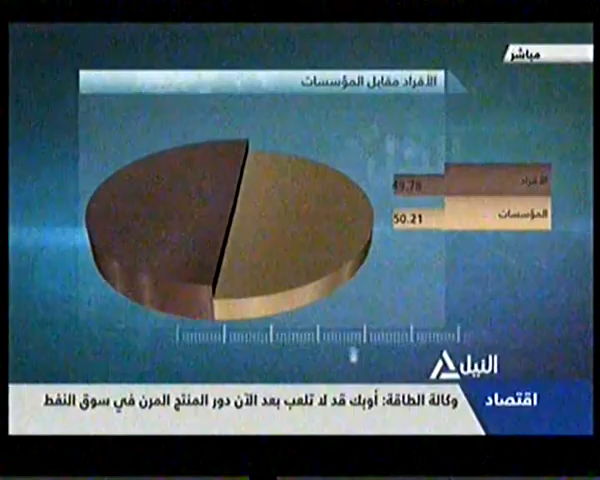 مباشر
الأفراد مقابل المؤسسات
الأفراد
49.78
المؤسسات
50.21
النيل
اقتصاد
وكالة الطاقة: أوبك قد لا تلعب بعد الآن دور المنتج المرن في سوق النفط